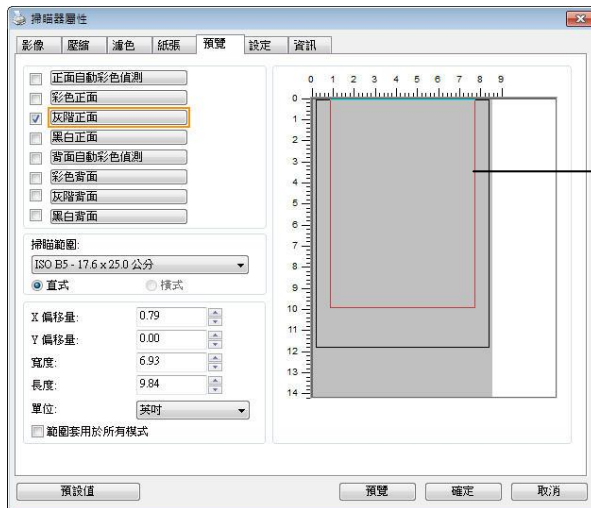 掃瞄器屬性
影像 壓縮 濾色 紙張 預覽 設定 資訊
正面自動彩色偵測
彩色正面
灰階正面
黑白正面
背面自動彩色偵測
彩色背面
灰階背面
黑白背面
掃瞄範圍:
ISO B5 - 17.6 x 25.0 公分
直式 橫式
X 偏移量: 0.79
Y 偏移量: 0.00
寬度: 6.93
長度: 9.84
單位: 英吋
範圍套用於所有模式
0 1 2 3 4 5 6 7 8 9
0
1
2
3
4
5
6
7
8
9
10
11
12
13
14
預設值 預覽 確定 取消